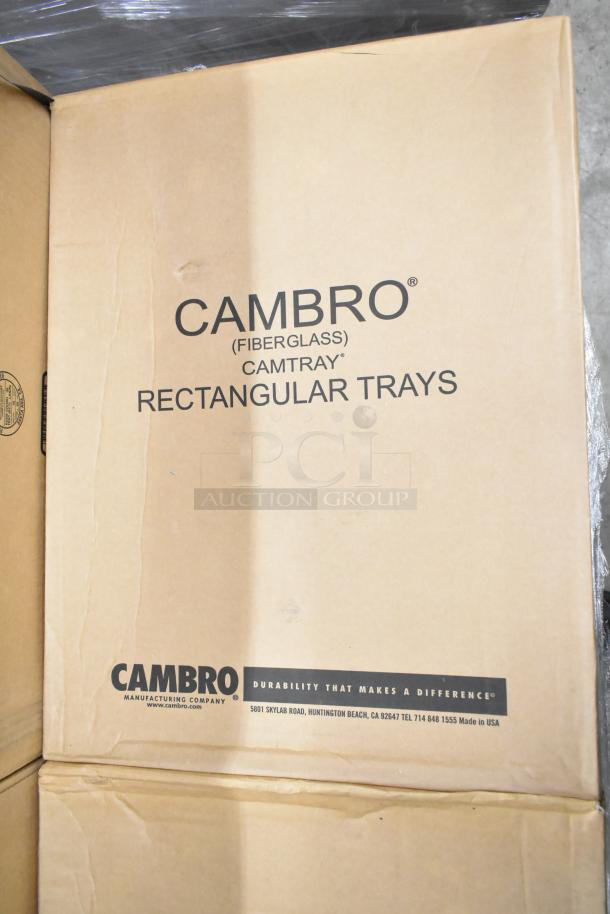 CAMBRO®
(FIBERGLASS)
CAMTRAY®
RECTANGULAR TRAYS
PCi
AUCTION GROUP
CAMBRO®
MANUFACTURING COMPANY
www.cambro.com
DURABILITY THAT MAKES A DIFFERENCE®
5801 SKYLAB ROAD, HUNTINGTON BEACH, CA 92647 TEL 714 848 1555 Made in USA